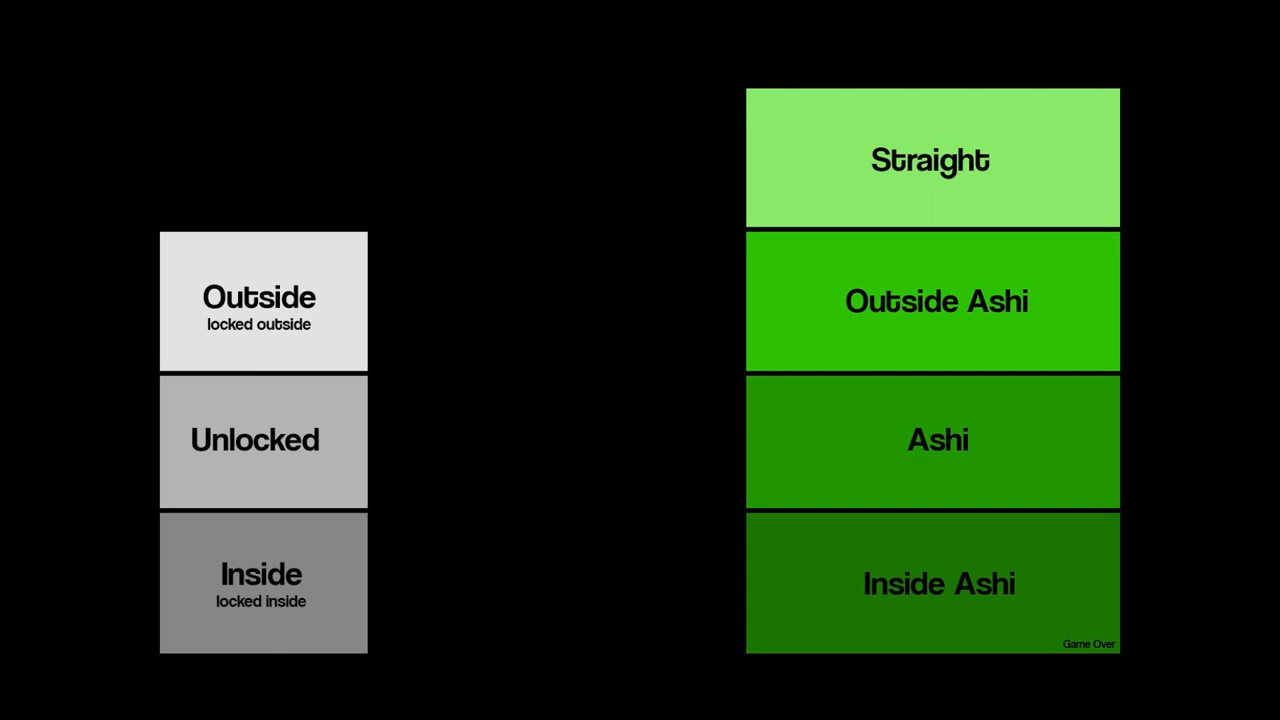 Straight
Outside
locked outside
Outside Ashi
Unlocked
Ashi
Inside
locked inside
Inside Ashi
Game Over